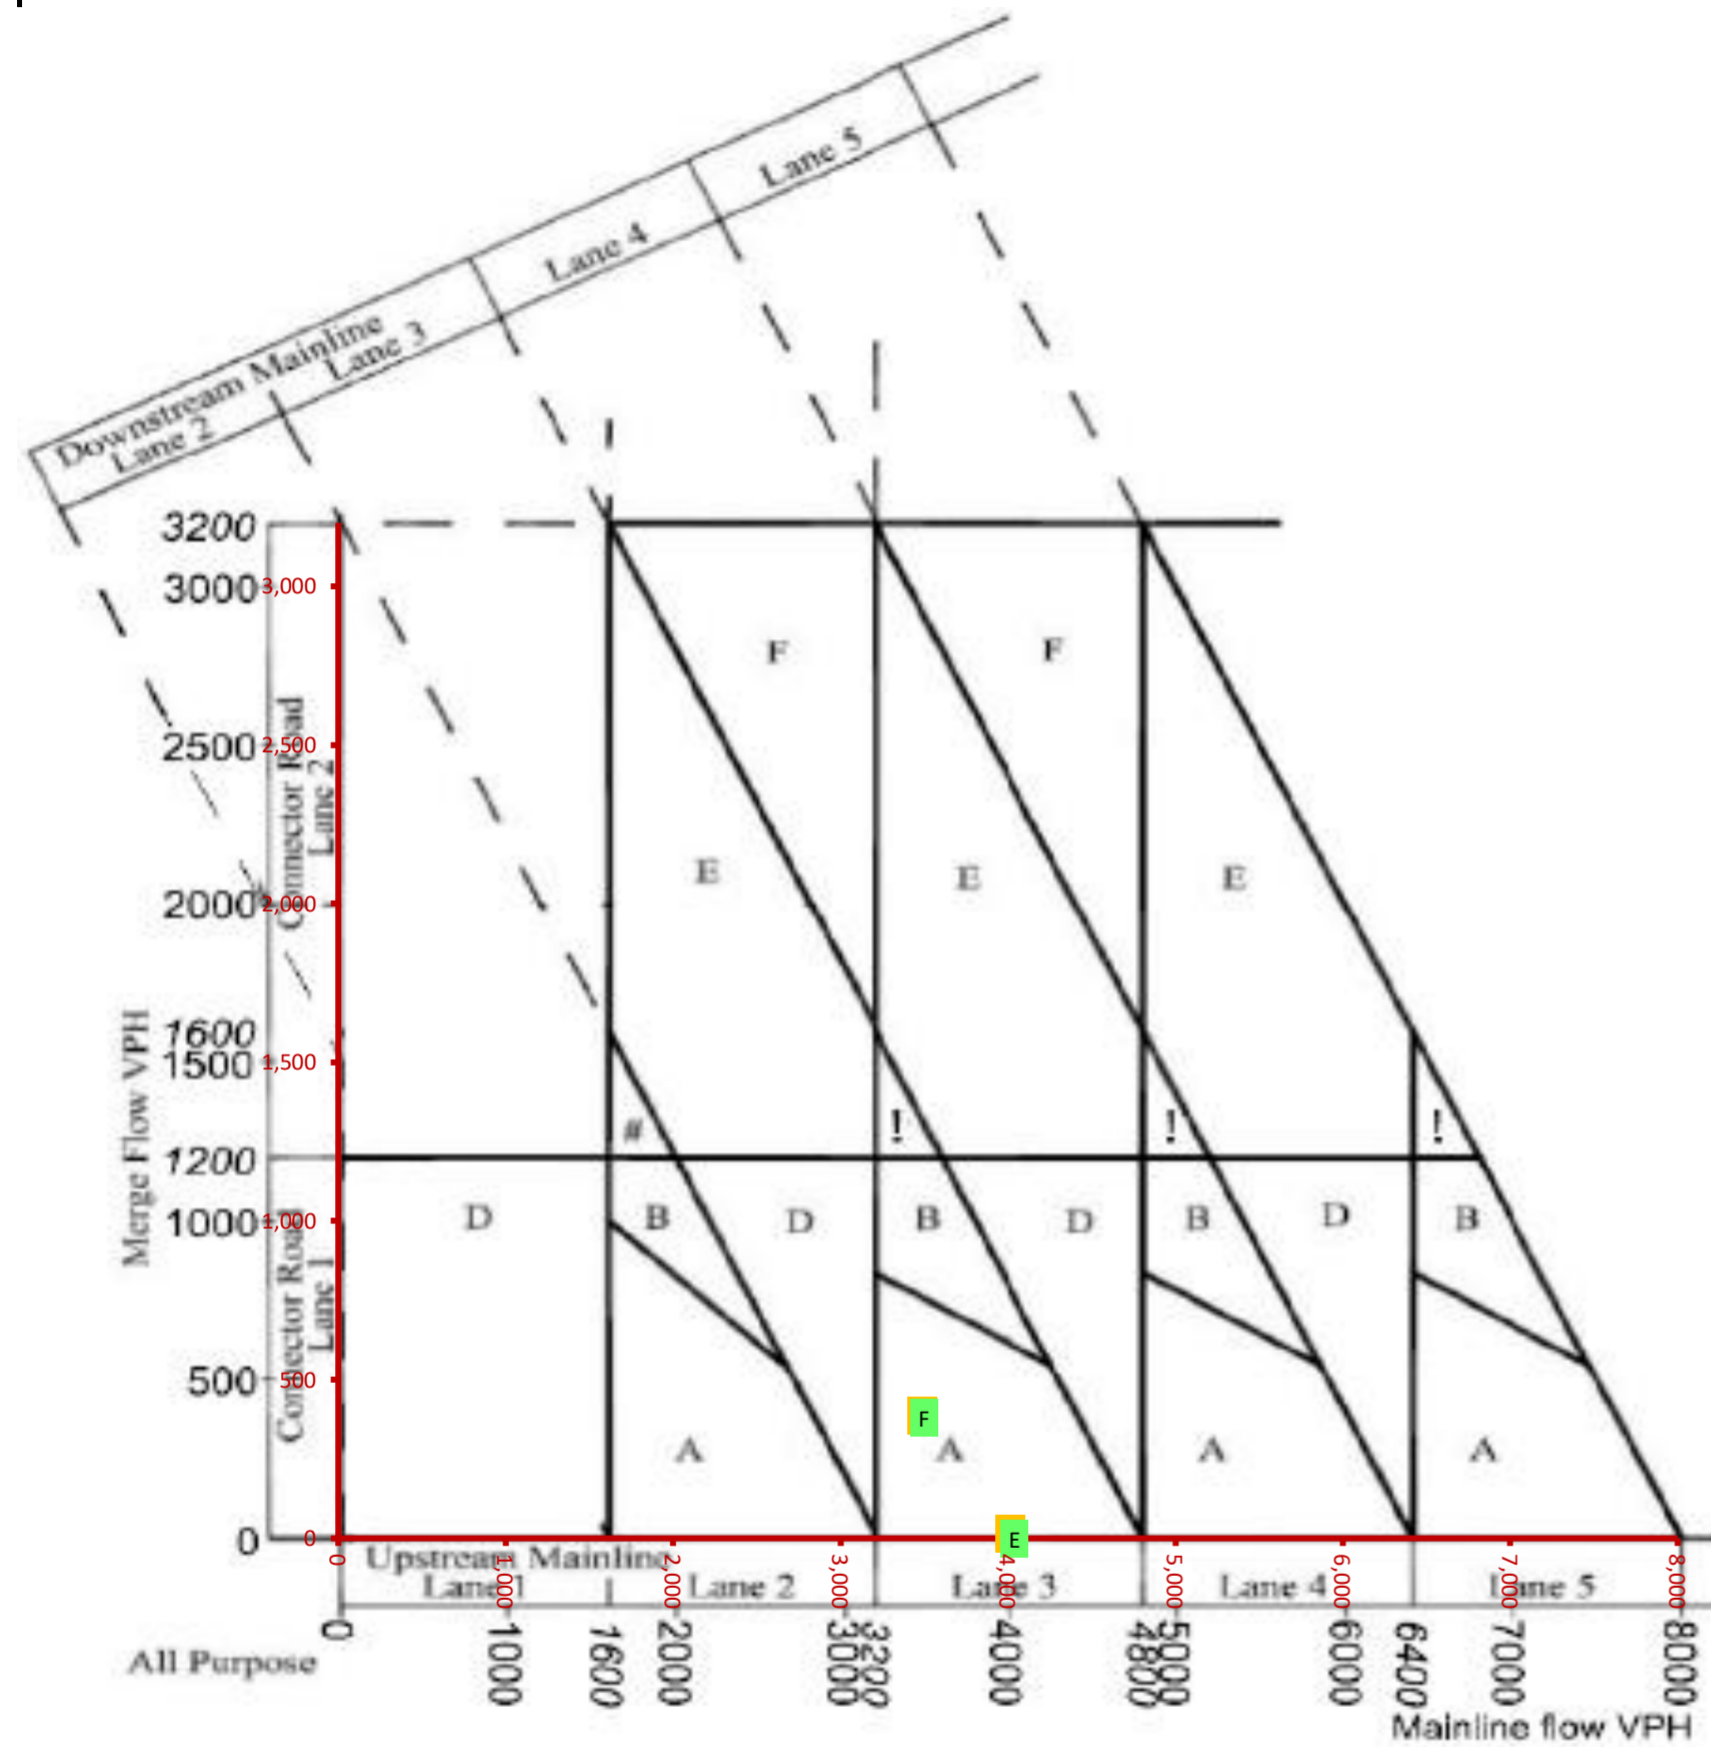 Lane 5
Lane 4
Downstream Mainline
Lane 3
Lane 2
3200
3000
3,000
F
F
2500
2,500
Connector Road
Lane 2
E
E
E
2000
2,000
Merge Flow VPH
1600
1500
1,500
#
!
!
!
1200
D
B
D
B
D
B
D
B
1000
1,000
Connector Road
Lane 1
500
500
F
A
A
A
A
0
0
E
Upstream Mainline
Lane 1
Lane 2
Lane 3
Lane 4
Lane 5
0
1,000
2,000
3,000
4,000
5,000
6,000
7,000
8,000
0
1000
1600
2000
3000
3200
4000
4800
5000
6000
6400
7000
8000
All Purpose
Mainline flow VPH